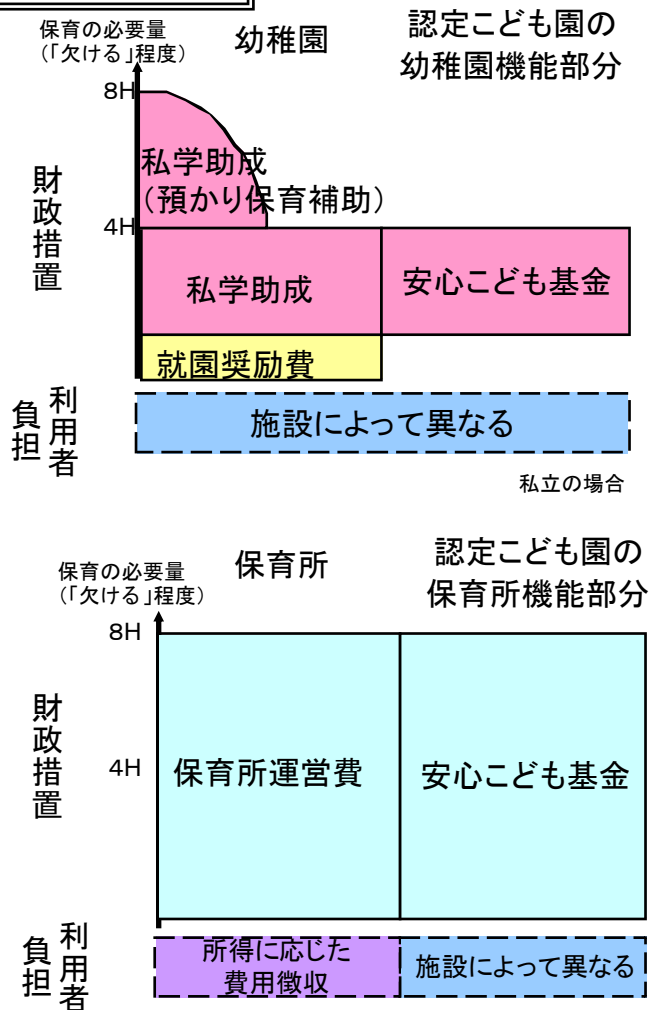 保育の必要量
(｢欠ける｣程度)
幼稚園
認定こども園の
幼稚園機能部分
8H
財政措置
私学助成
(預かり保育補助)
4H
私学助成
安心こども基金
就園奨励費
利用者
負担
施設によって異なる
私立の場合
保育の必要量
(｢欠ける｣程度)
保育所
認定こども園の
保育所機能部分
8H
財政措置
4H
保育所運営費
安心こども基金
利用者
負担
所得に応じた
費用徴収
施設によって異なる